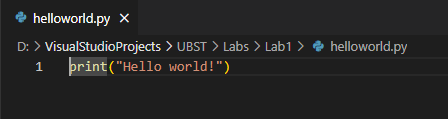 helloworld.py ×
D: > VisualStudioProjects > UBST > Labs > Lab1 > helloworld.py
1 print("Hello world!")